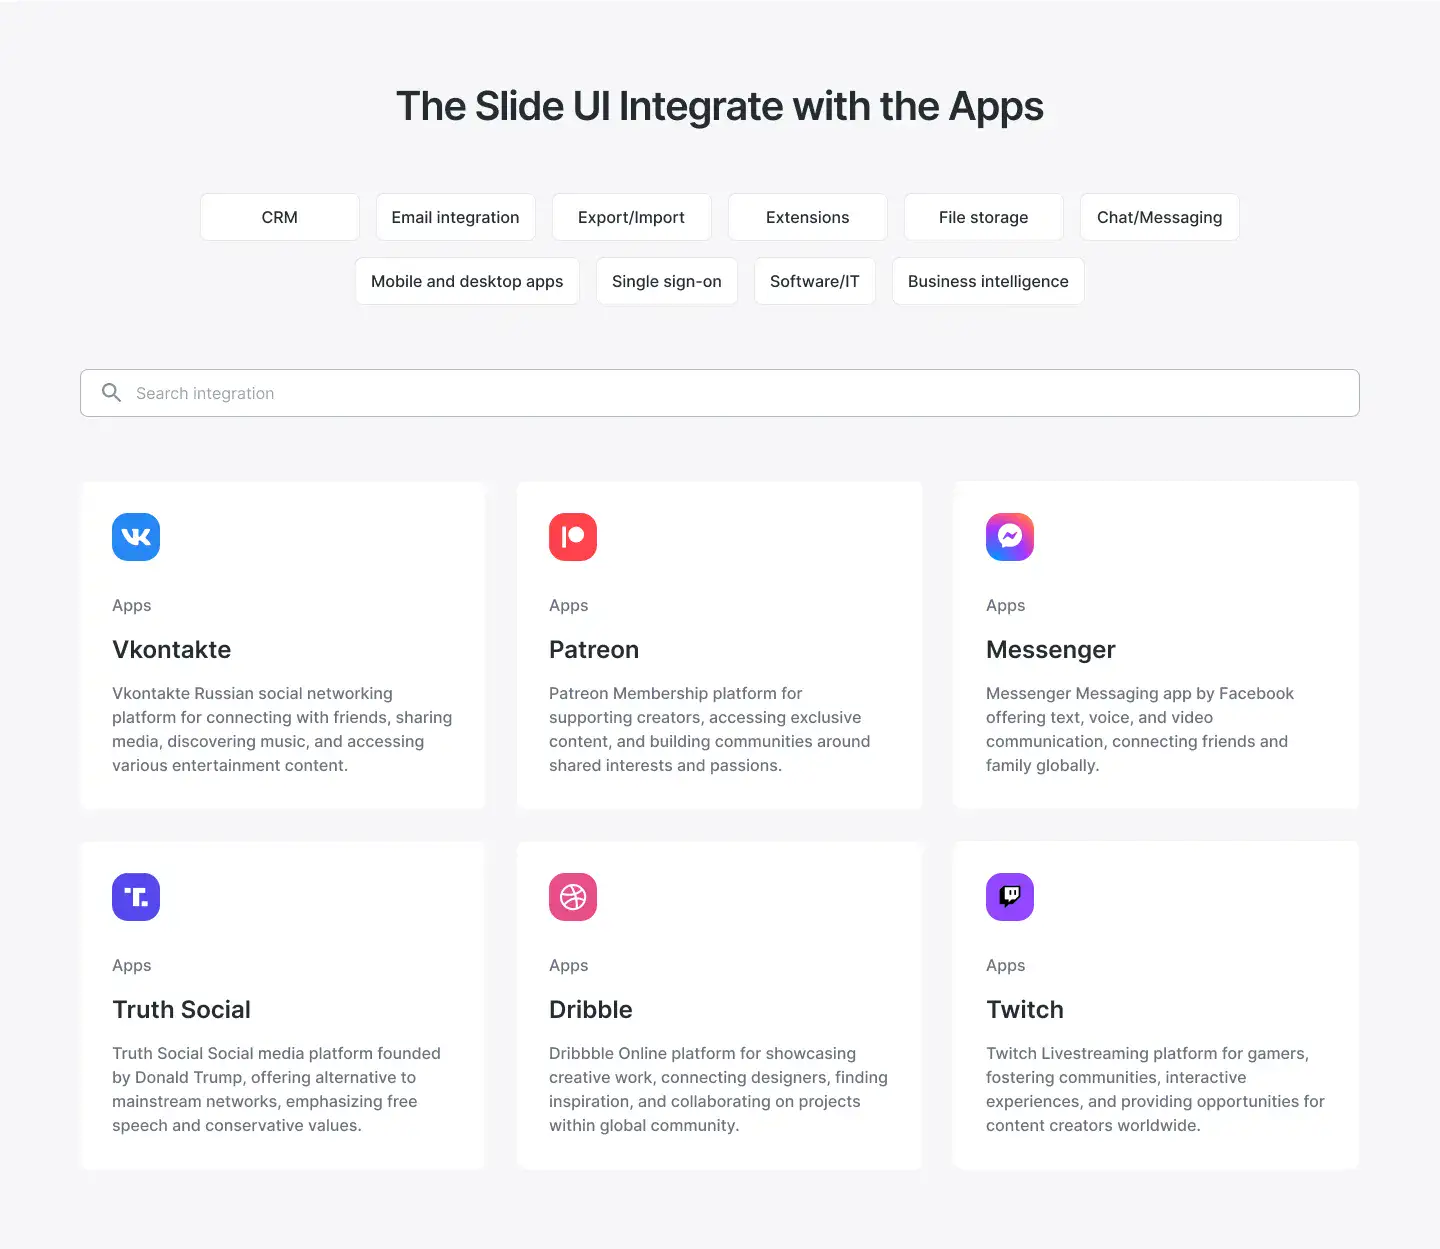 The Slide UI Integrate with the Apps
CRM
Email integration
Export/Import
Extensions
File storage
Chat/Messaging
Mobile and desktop apps
Single sign-on
Software/IT
Business intelligence
Search integration
Apps
Vkontakte
Vkontakte Russian social networking
platform for connecting with friends, sharing
media, discovering music, and accessing
various entertainment content.
Apps
Patreon
Patreon Membership platform for
supporting creators, accessing exclusive
content, and building communities around
shared interests and passions.
Apps
Messenger
Messenger Messaging app by Facebook
offering text, voice, and video
communication, connecting friends and
family globally.
T.
Apps
Truth Social
Truth Social Social media platform founded
by Donald Trump, offering alternative to
mainstream networks, emphasizing free
speech and conservative values.
Apps
Dribble
Dribbble Online platform for showcasing
creative work, connecting designers, finding
inspiration, and collaborating on projects
within global community.
Apps
Twitch
Twitch Livestreaming platform for gamers,
fostering communities, interactive
experiences, and providing opportunities for
content creators worldwide.